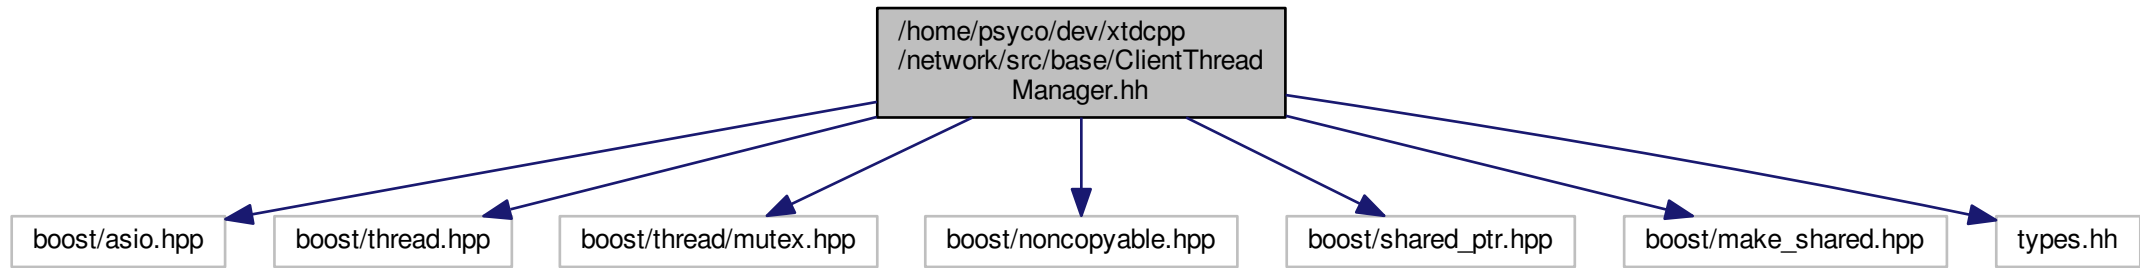 /home/psyco/dev/xtdcpp
/network/src/base/ClientThread
Manager.hh
boost/asio.hpp
boost/thread.hpp
boost/thread/mutex.hpp
boost/noncopyable.hpp
boost/shared_ptr.hpp
boost/make_shared.hpp
types.hh